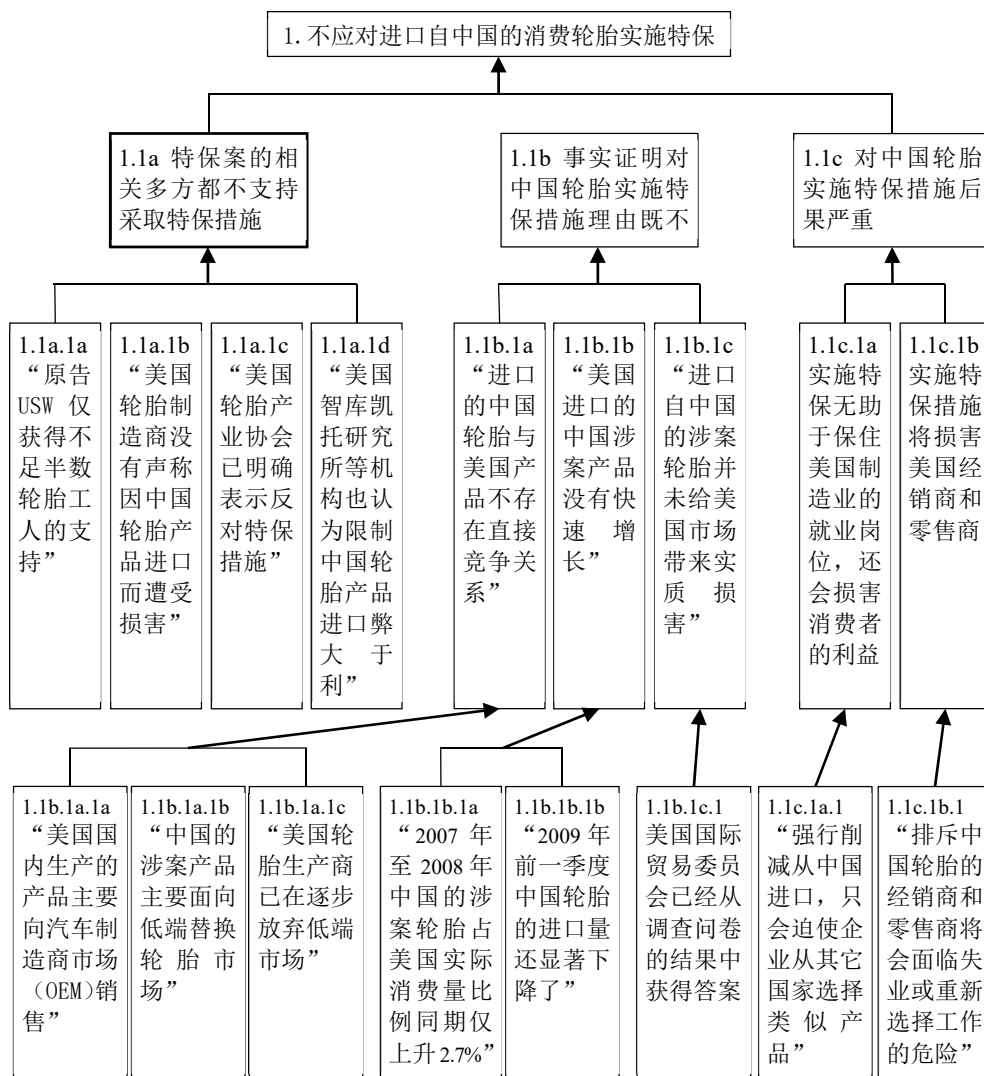 1.不应对进口自中国的消费轮胎实施特保
1.1a 特保案的相
关多方都不支持
采取特保措施
1.1b 事实证明对
中国轮胎实施特
保措施理由既不
1.1c 对中国轮胎
实施特保措施后
果严重
1.1a.1a
“原告
USW 仅
获得不
足半数
轮胎工
人的支
持”
1.1a.1b
“美国
轮胎制
造商没
有声称
因中国
轮胎产
品进口
而遭受
损害”
1.1a.1c
“美国
轮胎产
业协会
已明确
表示反
对特保
措施”
1.1a.1d
“美国
智库凯
托研究
所等机
构也认
为限制
中国轮
胎产品
进口弊
大于
利”
1.1b.1a
“进口
的中国
轮胎与
美国产
品不存
在直接
竞争关
系”
1.1b.1b
“美国
进口的
中国涉
案产品
没有快
速增
长”
1.1b.1c
“进口
自中国
的涉案
轮胎并
未给美
国市场
带来实
质损
害”
1.1c.1a
实施特
保无助
于保住
美国制
造业的
就业岗
位，还
会损害
消费者
的利益
1.1c.1b
实施特
保措施
将损害
美国经
销商和
零售商
1.1b.1a.1a
“美国国
内生产的
产品主要
向汽车制
造商市场
（OEM)销
售”
1.1b.1a.1b
“中国的
涉案产品
主要面向
低端替换
轮胎市
场”
1.1b.1a.1c
“美国轮
胎生产商
已在逐步
放弃低端
市场”
1.1b.1b.1a
“2007 年
至 2008 年
中国的涉
案轮胎占
美国实际
消费量比
例同期仅
上升 2.7%”
1.1b.1b.1b
“2009 年
前一季度
中国轮胎
的进口量
还显著下
降了”
1.1b.1c.1
美国国际
贸易委员
会已经从
调查问卷
的结果中
获得答案
1.1c.1a.1
“强行削
减从中国
进口，只
会迫使企
业从其它
国家选择
类似产
品”
1.1c.1b.1
“排斥中
国轮胎的
经销商和
零售商将
会面临失
业或重新
选择工作
的危险”